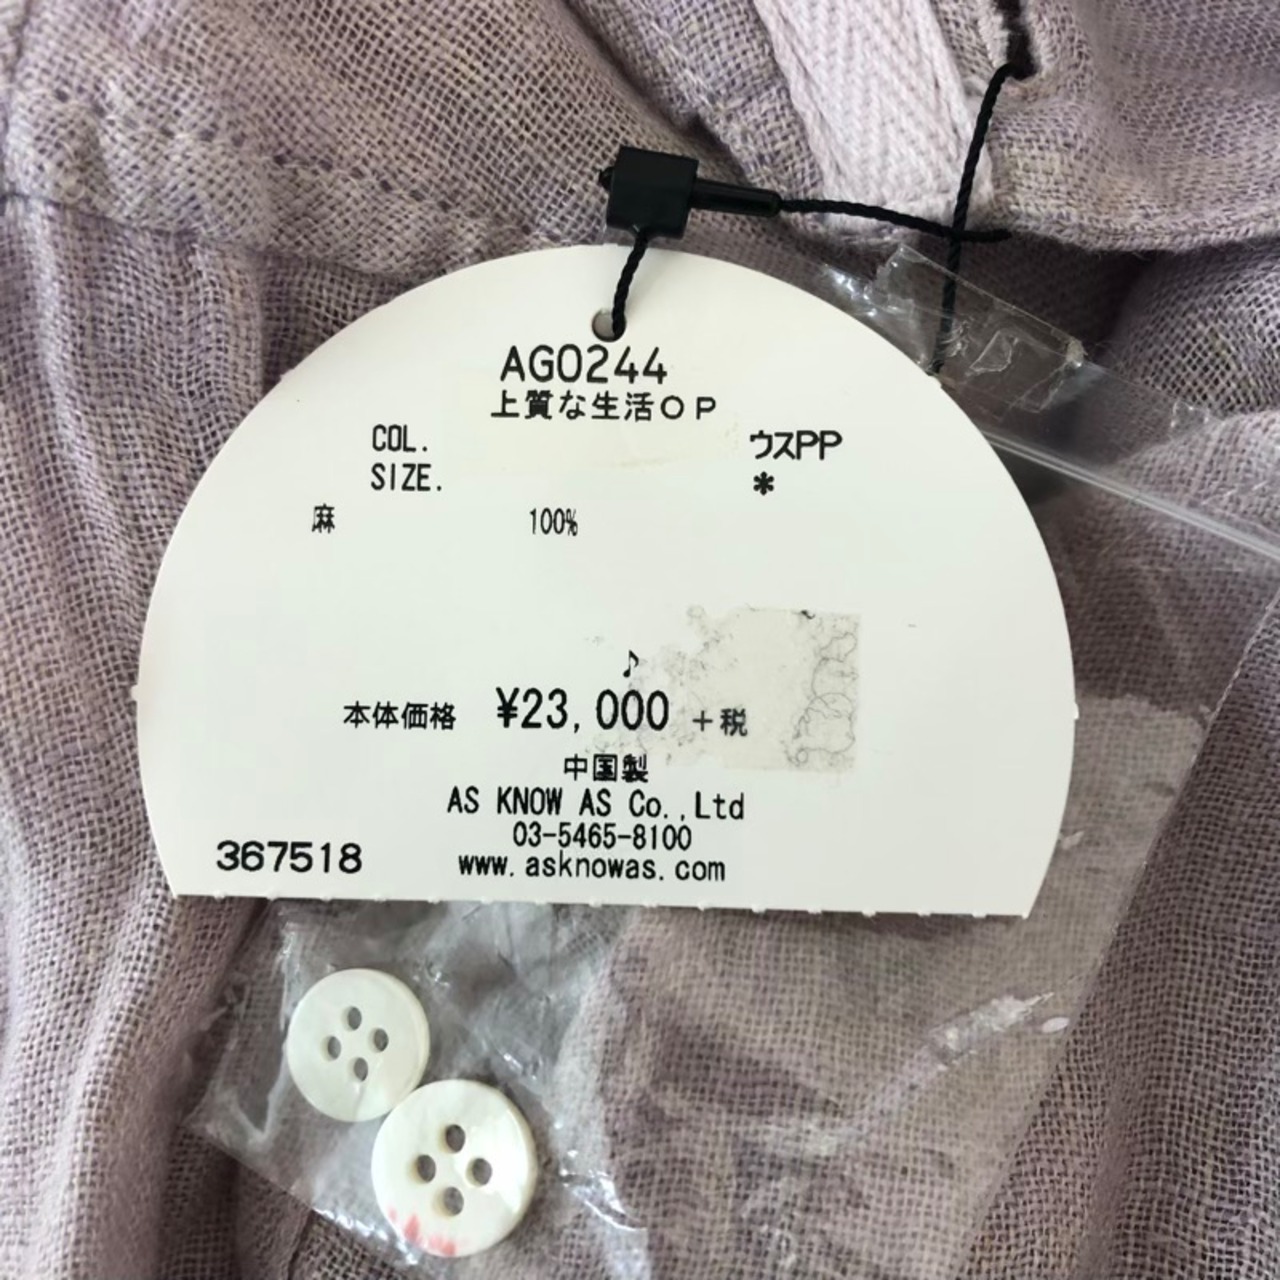 AG0244
上質な生活OP
COL. ウスPP
SIZE. *
麻 100%
♪
本体価格 ¥23,000 +税
中国製
AS KNOW AS Co.,Ltd
03-5465-8100
www.asknowas.com
367518